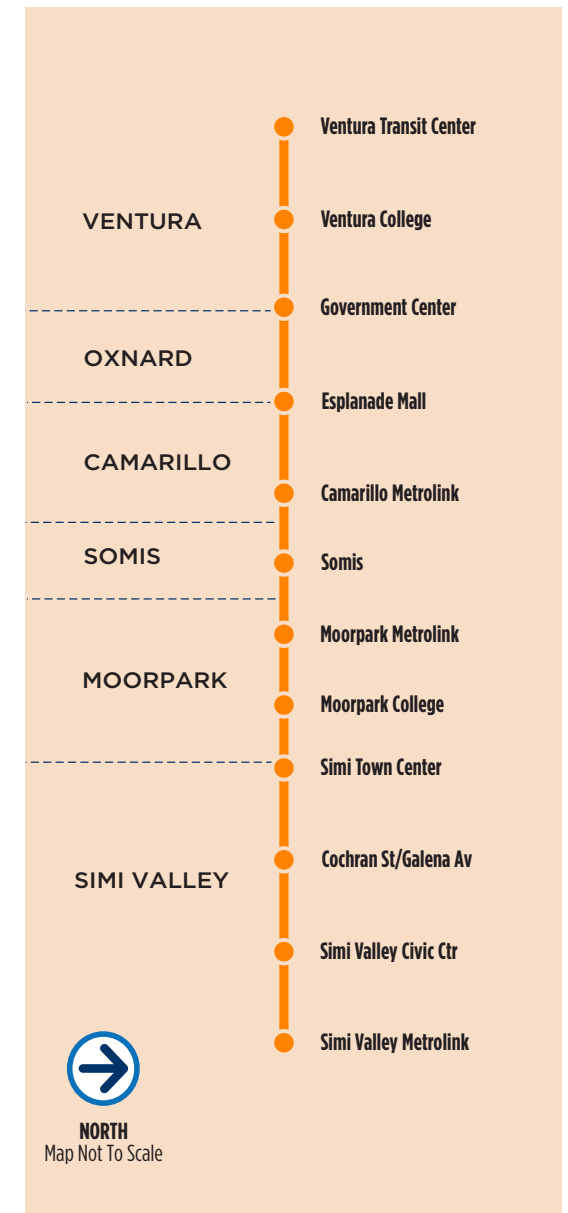 Ventura Transit Center
VENTURA
Ventura College
Government Center
OXNARD
Esplanade Mall
CAMARILLO
Camarillo Metrolink
SOMIS
Somis
Moorpark Metrolink
MOORPARK
Moorpark College
Simi Town Center
Cochran St/Galena Av
SIMI VALLEY
Simi Valley Civic Ctr
Simi Valley Metrolink
NORTH
Map Not To Scale